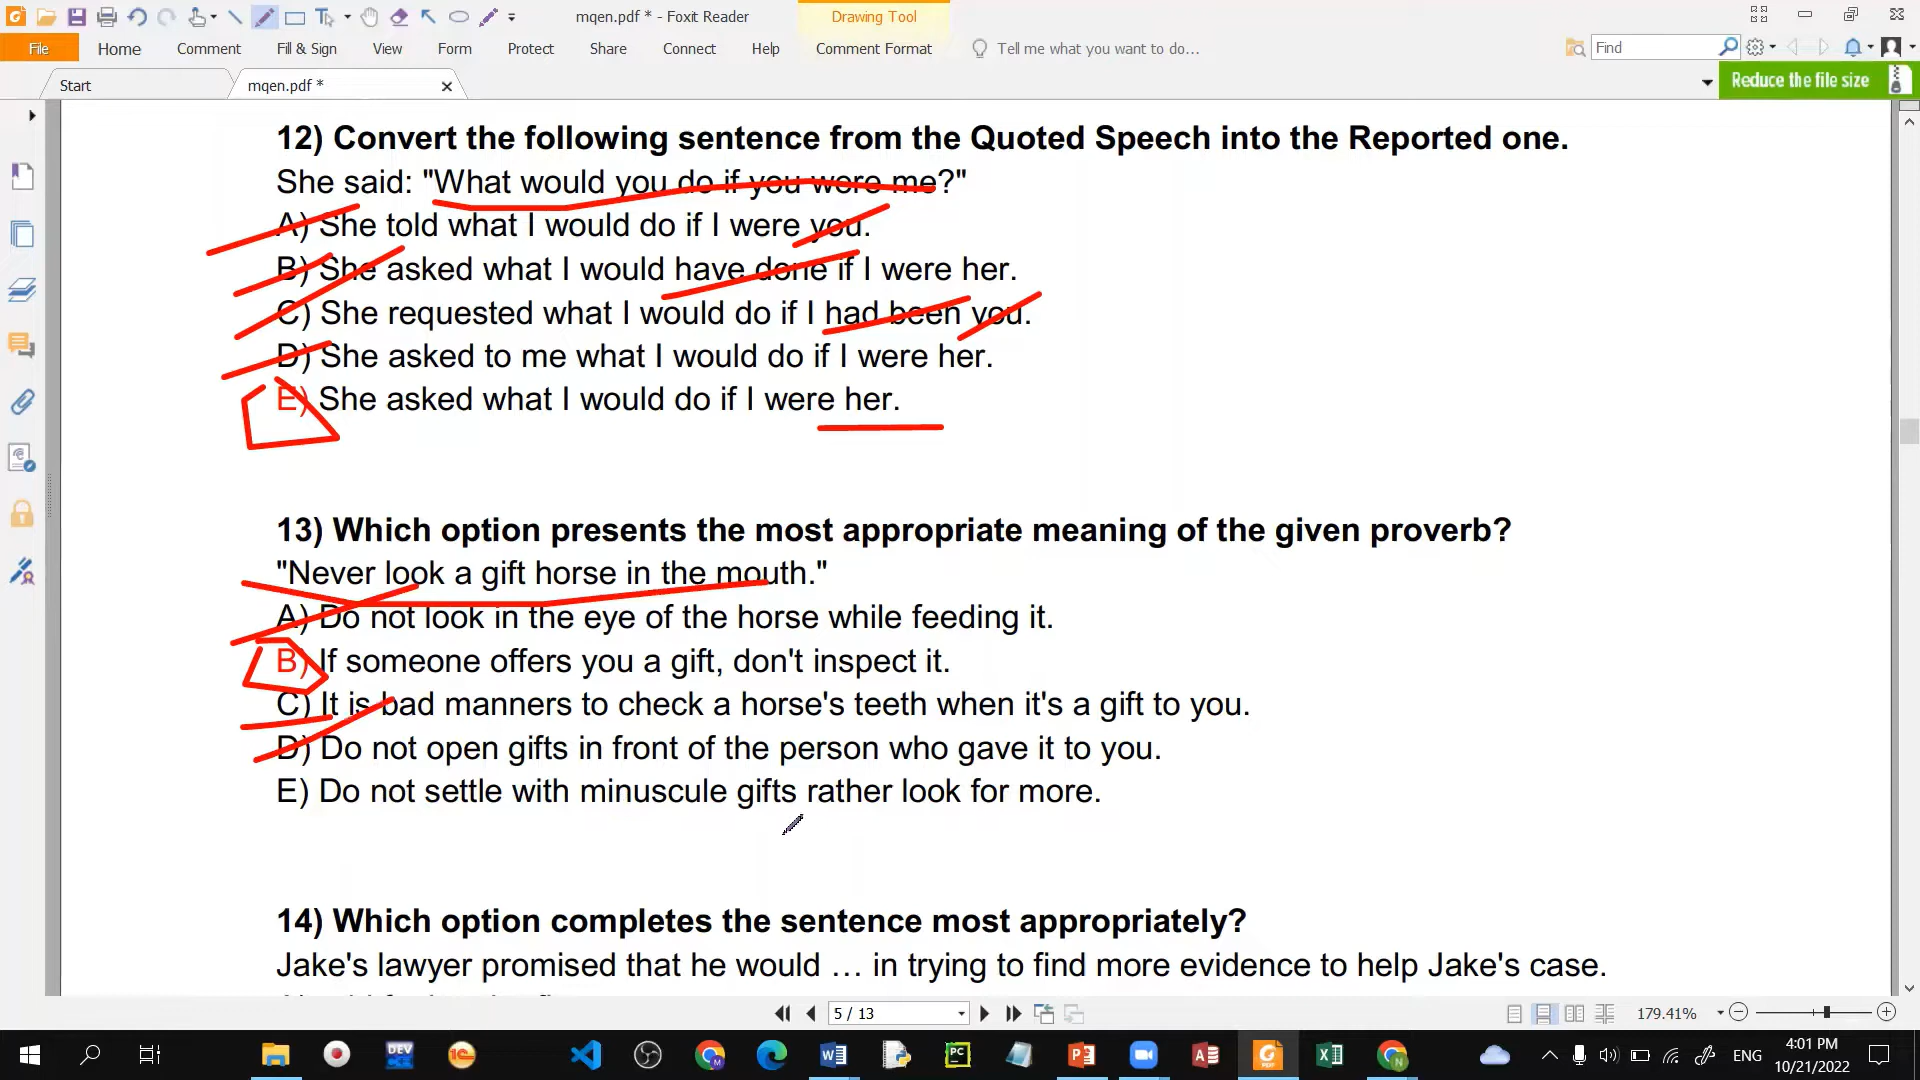 mqen.pdf * - Foxit Reader
Drawing Tool
File
Home
Comment
Fill & Sign
View
Form
Protect
Share
Connect
Help
Comment Format
Tell me what you want to do...
Find
Start
mqen.pdf *
Reduce the file size
12) Convert the following sentence from the Quoted Speech into the Reported one.
She said: "What would you do if you were me?"
A) She told what I would do if I were you.
B) She asked what I would have done if I were her.
C) She requested what I would do if I had been you.
D) She asked to me what I would do if I were her.
E) She asked what I would do if I were her.
13) Which option presents the most appropriate meaning of the given proverb?
"Never look a gift horse in the mouth."
A) Do not look in the eye of the horse while feeding it.
B) If someone offers you a gift, don't inspect it.
C) It is bad manners to check a horse's teeth when it's a gift to you.
D) Do not open gifts in front of the person who gave it to you.
E) Do not settle with minuscule gifts rather look for more.
14) Which option completes the sentence most appropriately?
Jake's lawyer promised that he would … in trying to find more evidence to help Jake's case.
5 / 13
179.41%
ENG
4:01 PM
10/21/2022